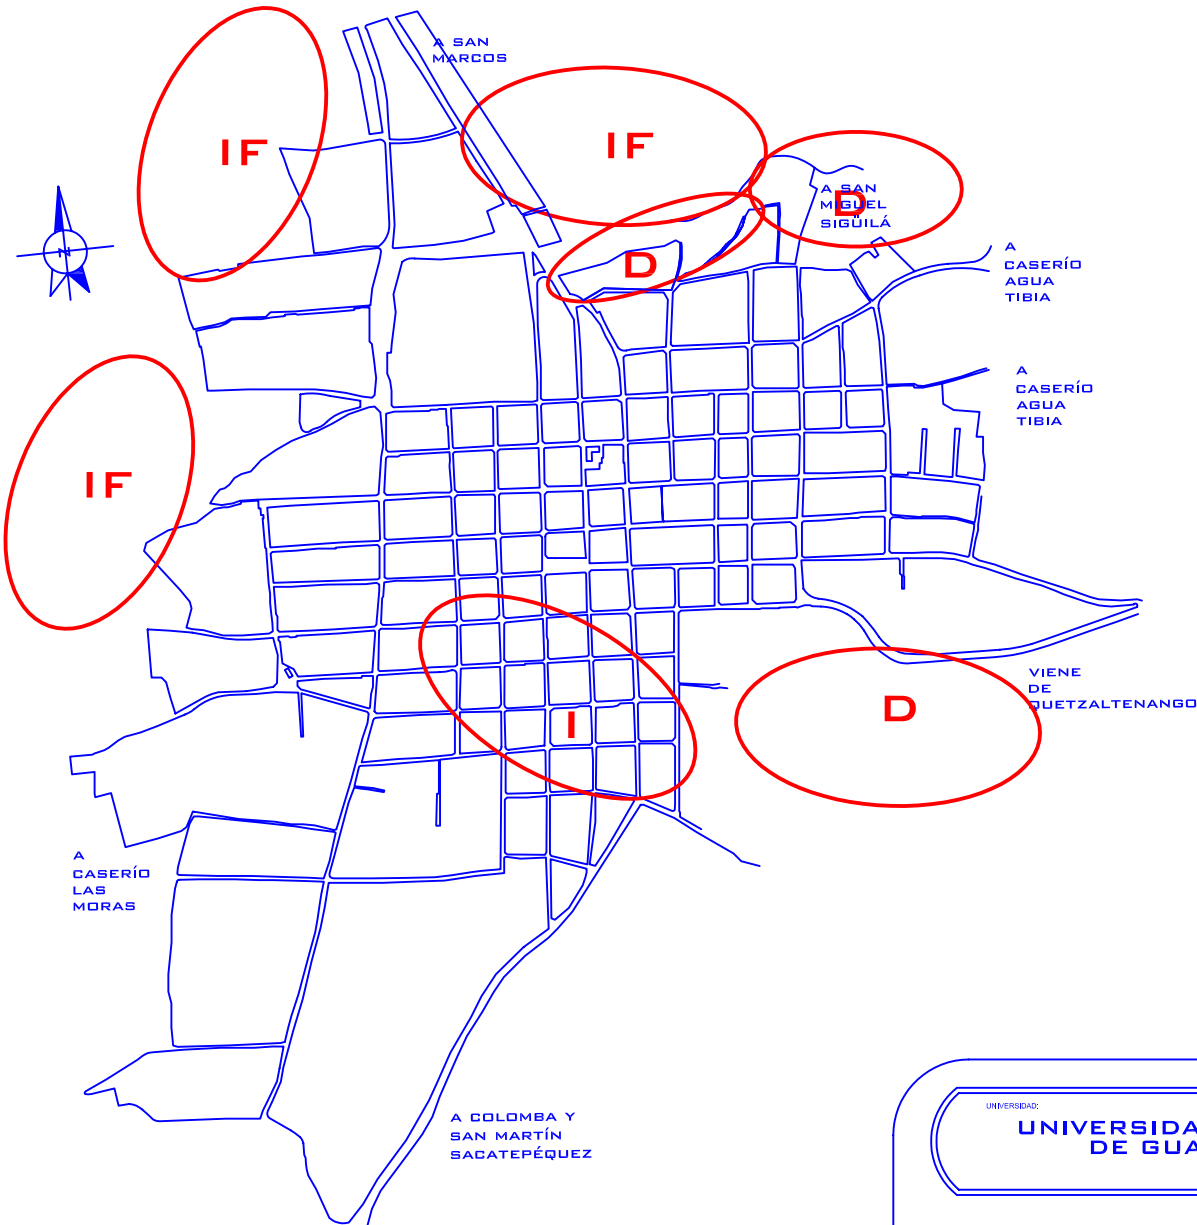 A SAN
MARCOS
IF
IF
A SAN
MIGUEL
SIGÜILÁ
D
D
N
A
CASERÍO
AGUA
TIBIA
A
CASERÍO
AGUA
TIBIA
IF
VIENE
DE
QUETZALTENANGO
D
I
A
CASERÍO
LAS
MORAS
A COLOMBA Y
SAN MARTÍN
SACATEPÉQUEZ
UNIVERSIDAD:
UNIVERSIDA
DE GUA